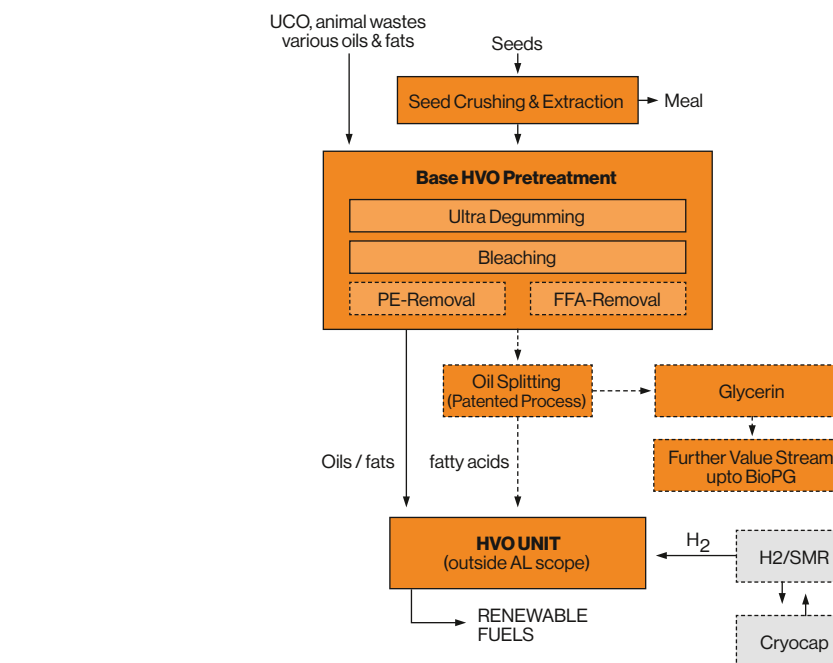 UCO, animal wastes
various oils & fats
Seeds
Seed Crushing & Extraction
Meal
Base HVO Pretreatment
Ultra Degumming
Bleaching
PE-Removal
FFA-Removal
Oil Splitting
(Patented Process)
Glycerin
Further Value Stream
upto BioPG
Oils / fats
fatty acids
HVO UNIT
(outside AL scope)
H2
H2/SMR
RENEWABLE
FUELS
Cryocap